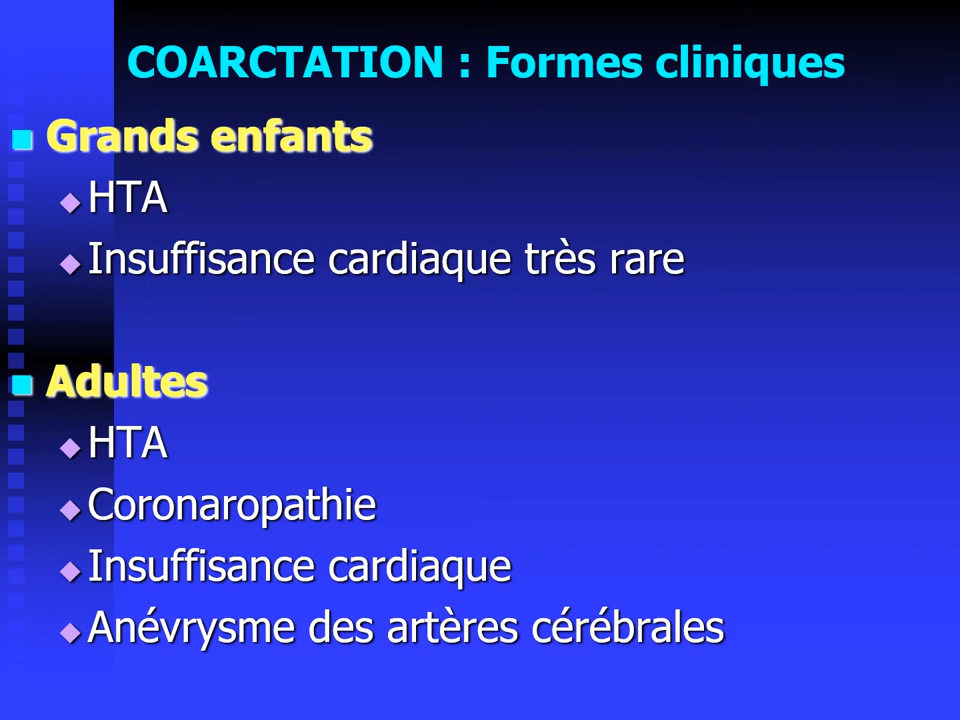 COARCTATION : Formes cliniques
Grands enfants
HTA
Insuffisance cardiaque très rare
Adultes
HTA
Coronaropathie
Insuffisance cardiaque
Anévrysme des artères cérébrales